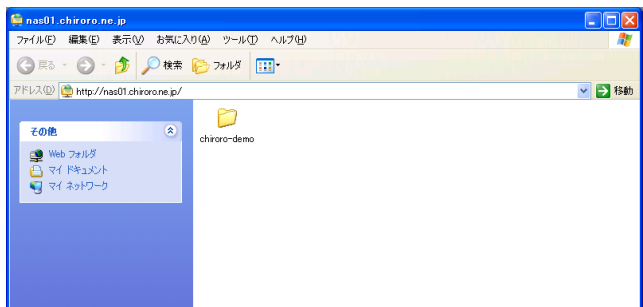 nas01.chiroro.ne.jp
ファイル(F) 編集(E) 表示(V) お気に入り(A) ツール(T) ヘルプ(H)
戻る 検索 フォルダ
アドレス(D) http://nas01.chiroro.ne.jp/ 移動
その他
Web フォルダ
マイ ドキュメント
マイ ネットワーク
chiroro-demo